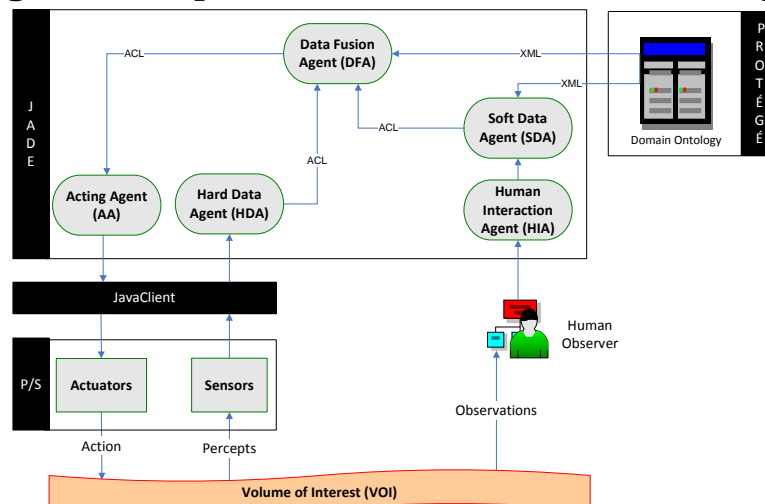 Data Fusion
Agent (DFA)
ACL
XML
XML
ACL
ACL
Soft Data
Agent (SDA)
Acting Agent
(AA)
Hard Data
Agent (HDA)
Human
Interaction
Agent (HIA)
JADE
Domain Ontology
PROTÉGÉ
JavaClient
Human
Observer
P/S
Actuators
Sensors
Observations
Action
Percepts
Volume of Interest (VOI)